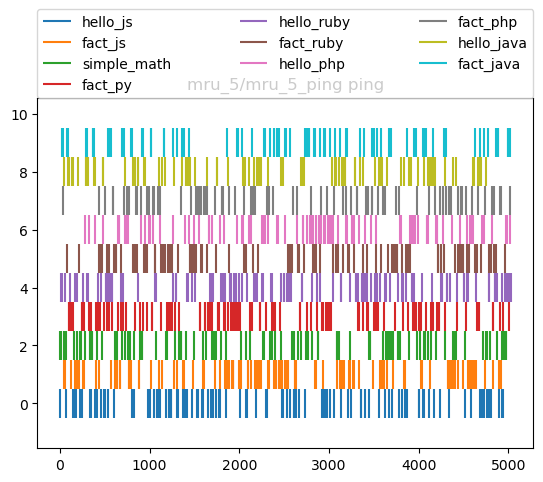 hello_js
fact_js
simple_math
fact_py
hello_ruby
fact_ruby
hello_php
fact_php
hello_java
fact_java
mru_5/mru_5_ping ping
10
8
6
4
2
0
0 1000 2000 3000 4000 5000